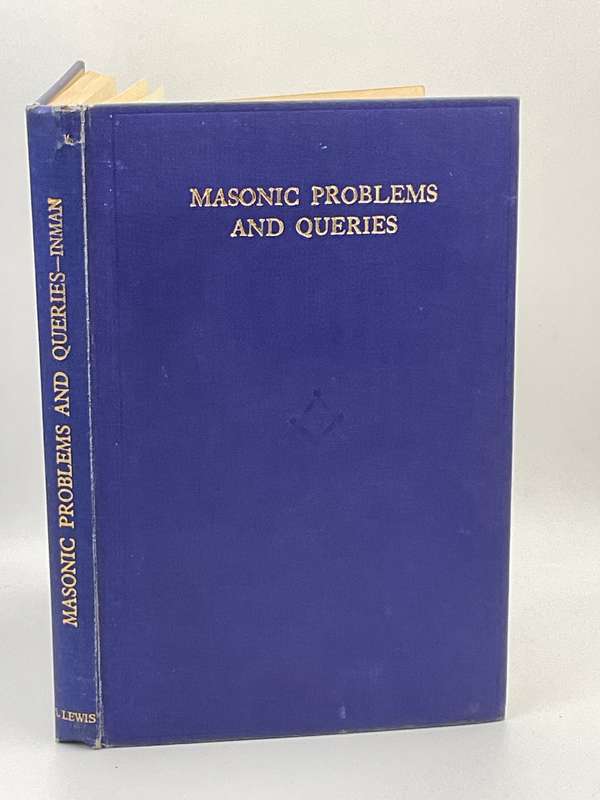 MASONIC PROBLEMS
AND QUERIES
MASONIC PROBLEMS AND QUERIES—INMAN
LEWIS